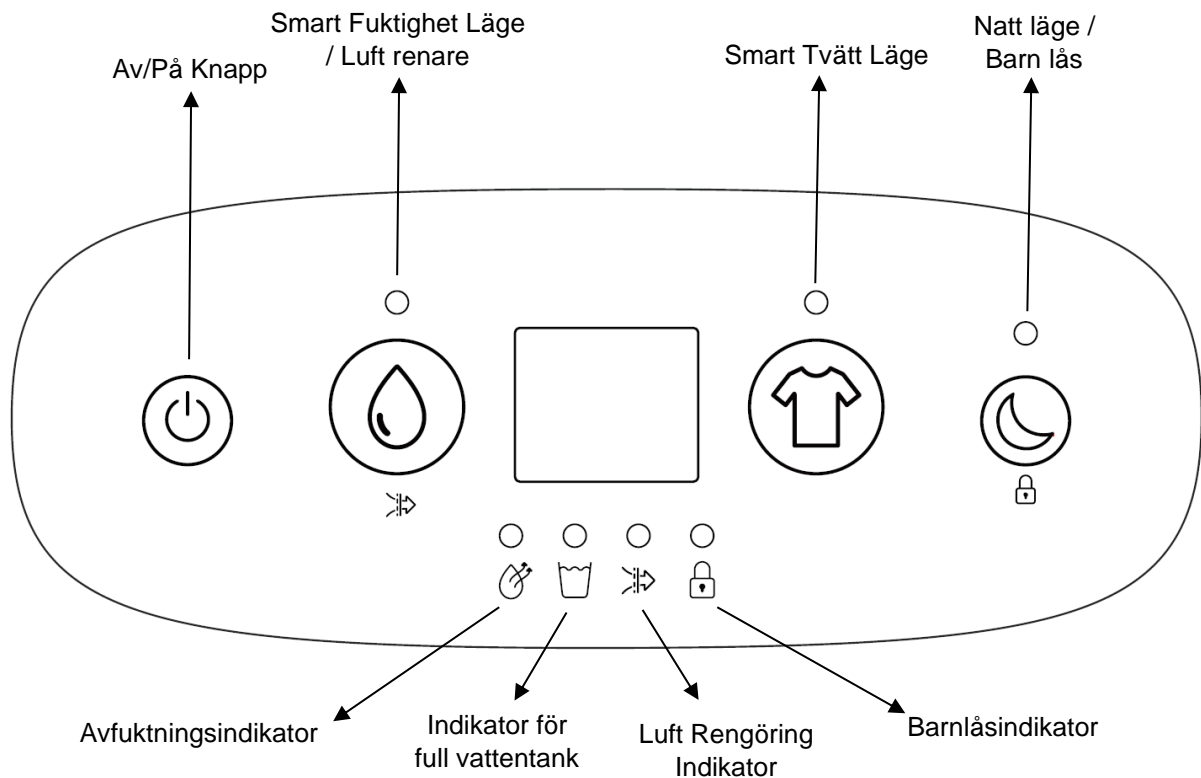 Av/På Knapp
Smart Fuktighet Läge
/ Luft renare
Smart Tvätt Läge
Natt läge /
Barn lås
Avfuktningsindikator
Indikator för
full vattentank
Luft Rengöring
Indikator
Barnlåsindikator